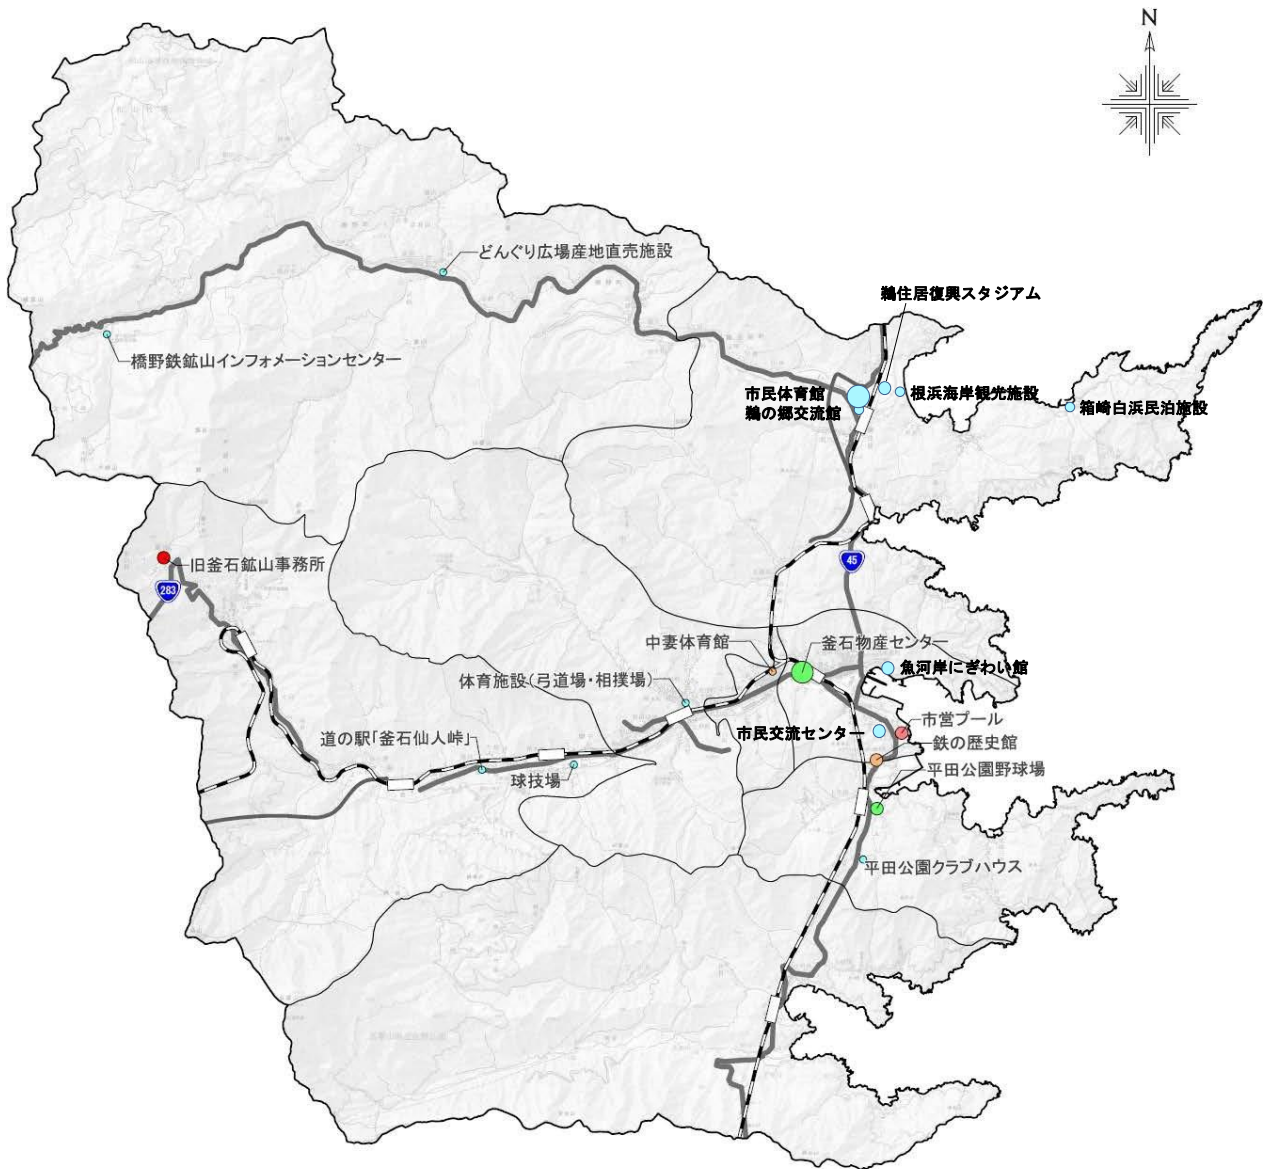 N
どんぐり広場産地直売施設
鵜住居復興スタジアム
橋野鉄鉱山インフォメーションセンター
市民体育館
鵜の郷交流館
根浜海岸観光施設
箱崎白浜民泊施設
旧釜石鉱山事務所
283
45
中妻体育館
釜石物産センター
魚河岸にぎわい館
体育施設(弓道場・相撲場)
市営プール
市民交流センター
道の駅「釜石仙人峠」
鉄の歴史館
球技場
平田公園野球場
平田公園クラブハウス